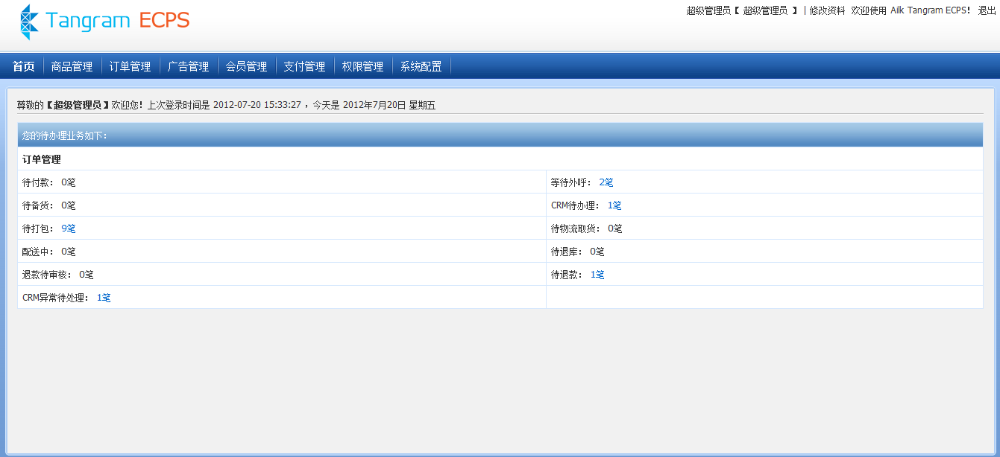 Tangram ECPS
超级管理员【 超级管理员 】 | 修改资料 欢迎使用 Ailk Tangram ECPS! 退出
首页 商品管理 订单管理 广告管理 会员管理 支付管理 权限管理 系统配置
尊敬的【超级管理员】欢迎您! 上次登录时间是 2012-07-20 15:33:27 ，今天是 2012年7月20日 星期五
您的待办理业务如下：
订单管理
待付款： 0笔 等待外呼： 2笔
待备货： 0笔 CRM待办理： 1笔
待打包： 9笔 待物流取货： 0笔
配送中： 0笔 待退库： 0笔
退款待审核： 0笔 待退款： 1笔
CRM异常待处理： 1笔